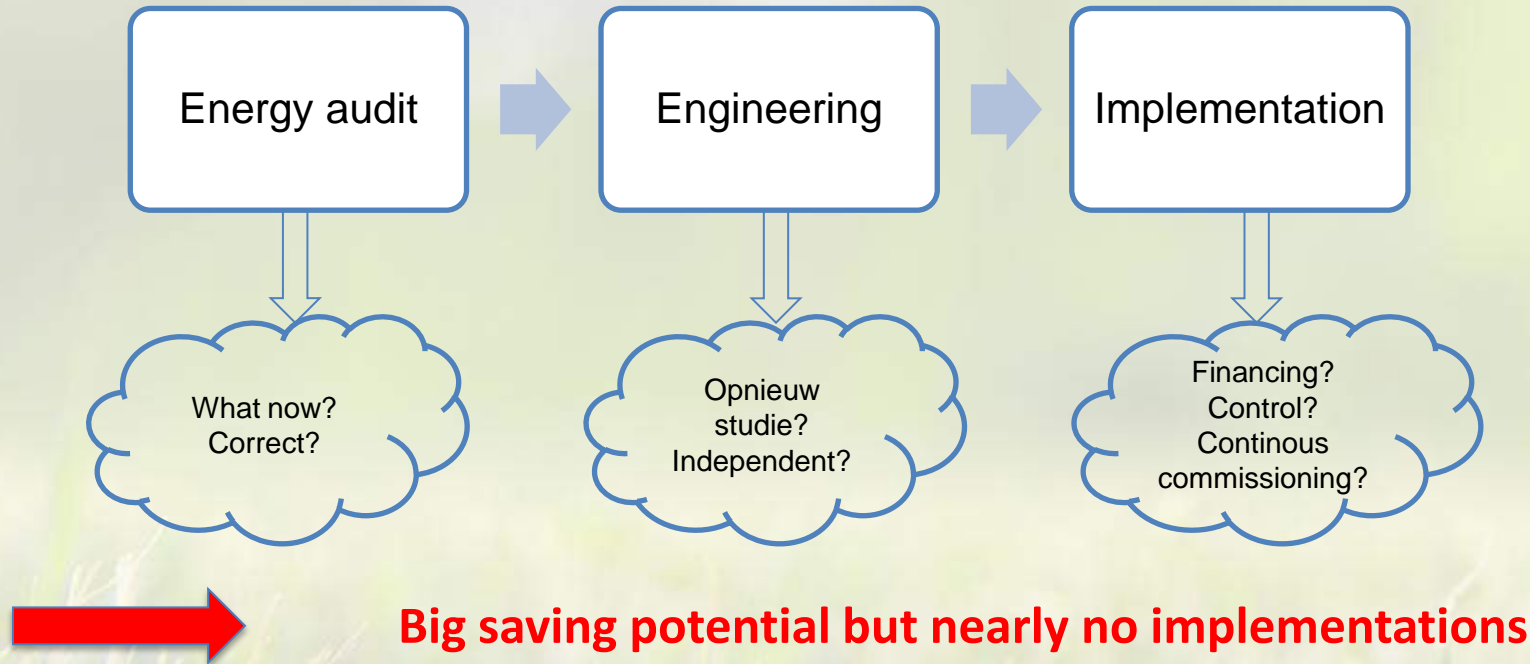 Energy audit
Engineering
Implementation
What now?
Correct?
Opnieuw
studie?
Independent?
Financing?
Control?
Continous
commissioning?
Big saving potential but nearly no implementations